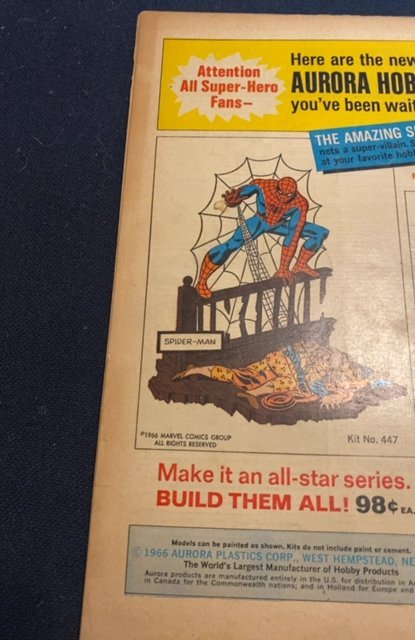 Attention
All Super-Hero
Fans—
Here are the new
AURORA HOB
you've been wai
THE AMAZING S
nets a super-villain. S
at your favorite hob
SPIDER-MAN
©1966 MARVEL COMICS GROUP
ALL RIGHTS RESERVED
Kit No. 447
Make it an all-star series.
BUILD THEM ALL! 98¢ EA.
Models can be painted as shown. Kits do not include paint or cement.
© 1966 AURORA PLASTICS CORP., WEST HEMPSTEAD, NE
The World's Largest Manufacturer of Hobby Products
Aurora products are manufactured entirely in the U.S. for distribution in A
in Canada for the Commonwealth nations; and in Holland for Europe and